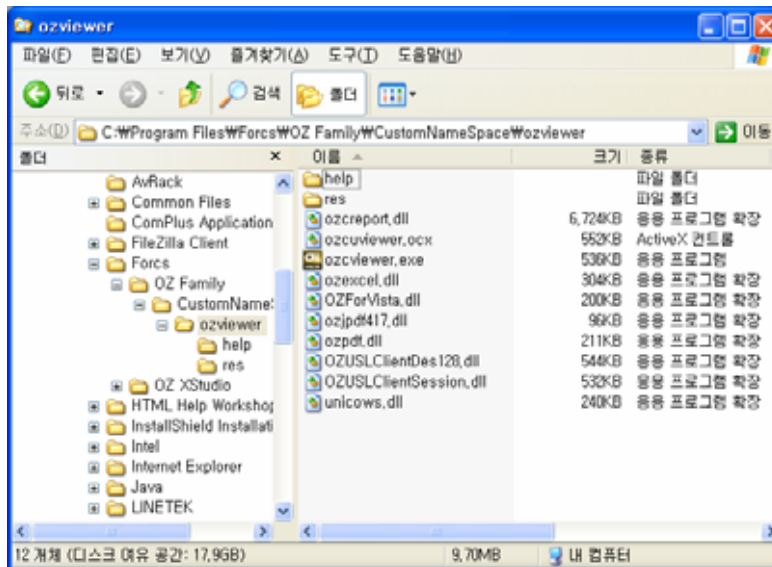 ozviewer
파일(F) 편집(E) 보기(V) 즐겨찾기(A) 도구(T) 도움말(H)
뒤로 검색 폴더
주소(D) C:₩Program Files₩Forcs₩OZ Family₩CustomNameSpace₩ozviewer 이동
폴더
AvRack
Common Files
ComPlus Application
FileZilla Client
Forcs
OZ Family
CustomNameS
ozviewer
help
res
OZ XStudio
HTML Help Workshop
InstallShield Installati
Intel
Internet Explorer
Java
LINETEK
이름 크기 종류
help 파일 폴더
res 파일 폴더
ozcreport.dll 6,724KB 응용 프로그램 확장
ozcuviewer.ocx 552KB ActiveX 컨트롤
ozcviewer.exe 536KB 응용 프로그램
ozexcel.dll 304KB 응용 프로그램 확장
OZForVista.dll 200KB 응용 프로그램 확장
ozjpdf417.dll 96KB 응용 프로그램 확장
ozpdf.dll 211KB 응용 프로그램 확장
OZUSLClientDes128.dll 544KB 응용 프로그램 확장
OZUSLClientSession.dll 532KB 응용 프로그램 확장
unicows.dll 240KB 응용 프로그램 확장
12 개체 (디스크 여유 공간: 17.9GB) 9.70MB 내 컴퓨터